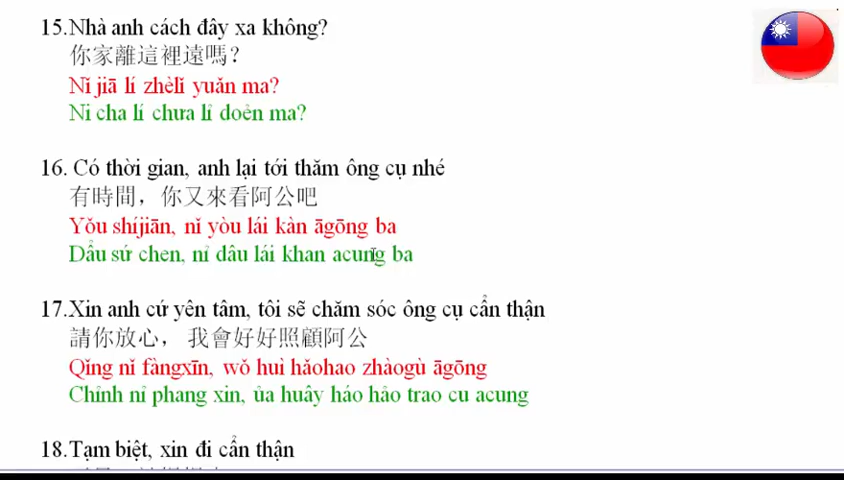 15.Nhà anh cách đây xa không?
你家離這裡遠嗎?
Nǐ jiā lí zhèlǐ yuǎn ma?
Ni cha lí chưa lỉ đoẻn ma?
16. Có thời gian, anh lại tới thăm ông cụ nhé
有時間，你又來看阿公吧
Yǒu shíjiān, nǐ yòu lái kàn āgōng ba
Dẩu sứ chen, nỉ dâu lái khan acung ba
17.Xin anh cứ yên tâm, tôi sẽ chăm sóc ông cụ cẩn thận
請你放心， 我會好好照顧阿公
Qǐng nǐ fàngxīn, wǒ huì hǎohao zhàogù āgōng
Chỉnh nỉ phang xin, ủa huây háo hảo trao cu acung
18.Tạm biệt, xin đi cẩn thận